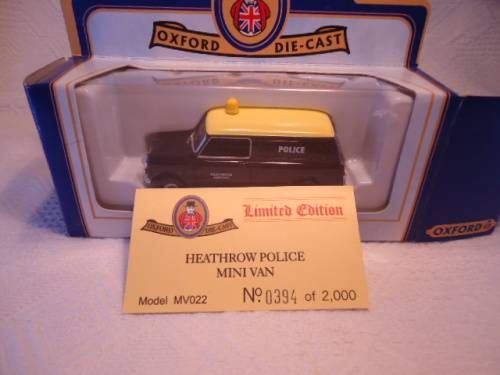 OXFORD DIE-CAST
POLICE
OXFORD
OXFORD DIE-CAST
Limited Edition
HEATHROW POLICE
MINI VAN
Model MV022
No. 0394 of 2,000